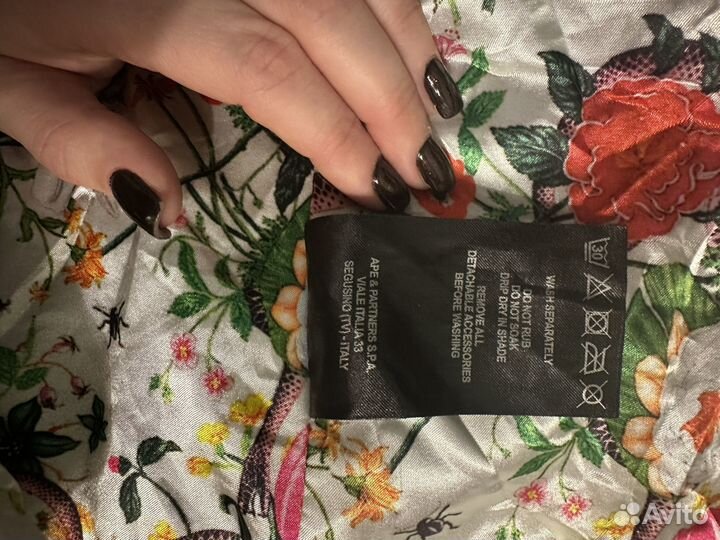 30
WASH SEPARATELY
DO NOT RUB
DO NOT SOAK
DRIP DRY IN SHADE
REMOVE ALL
DETACHABLE ACCESSORIES
BEFORE WASHING
APE & PARTNERS S.P.A.
VIALE ITALIA 33
SEGUSINO (TV) - ITALY
Avito